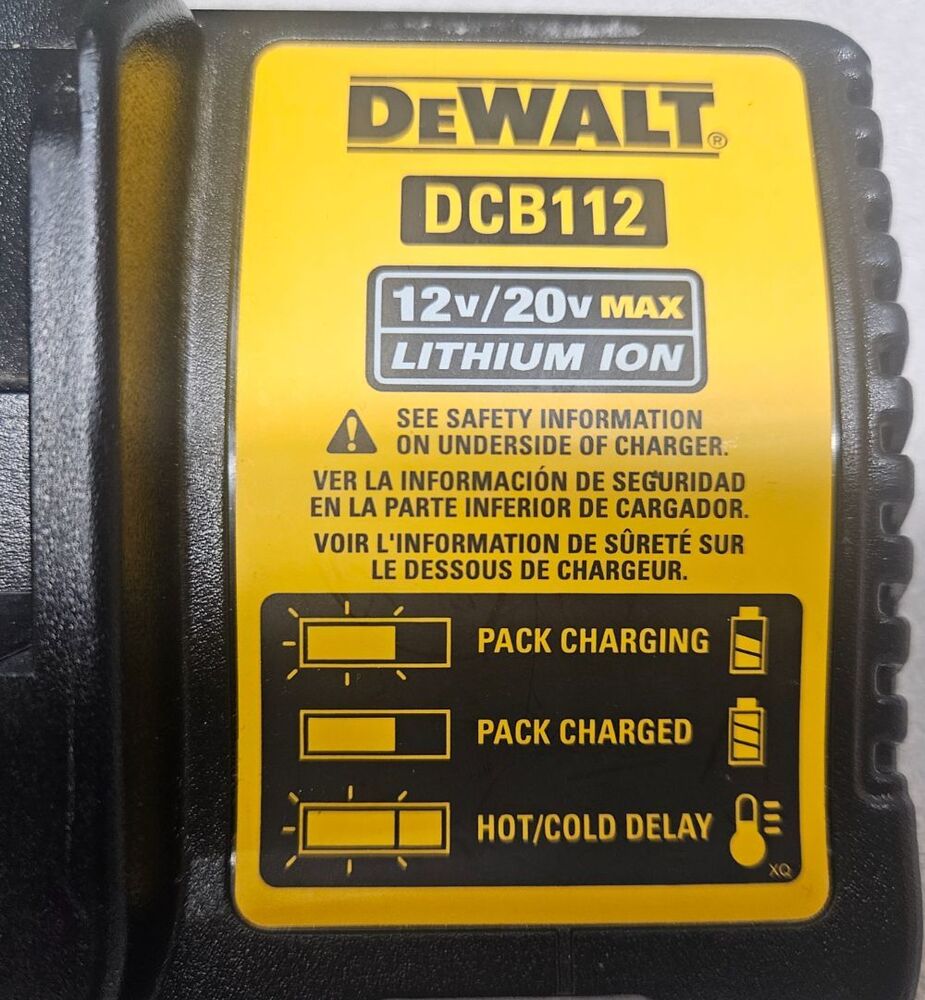 DEWALT®
DCB112
12v/20v MAX
LITHIUM ION
SEE SAFETY INFORMATION
ON UNDERSIDE OF CHARGER.
VER LA INFORMACIÓN DE SEGURIDAD
EN LA PARTE INFERIOR DE CARGADOR.
VOIR L'INFORMATION DE SÛRETÉ SUR
LE DESSOUS DE CHARGEUR.
PACK CHARGING
PACK CHARGED
HOT/COLD DELAY
XQ